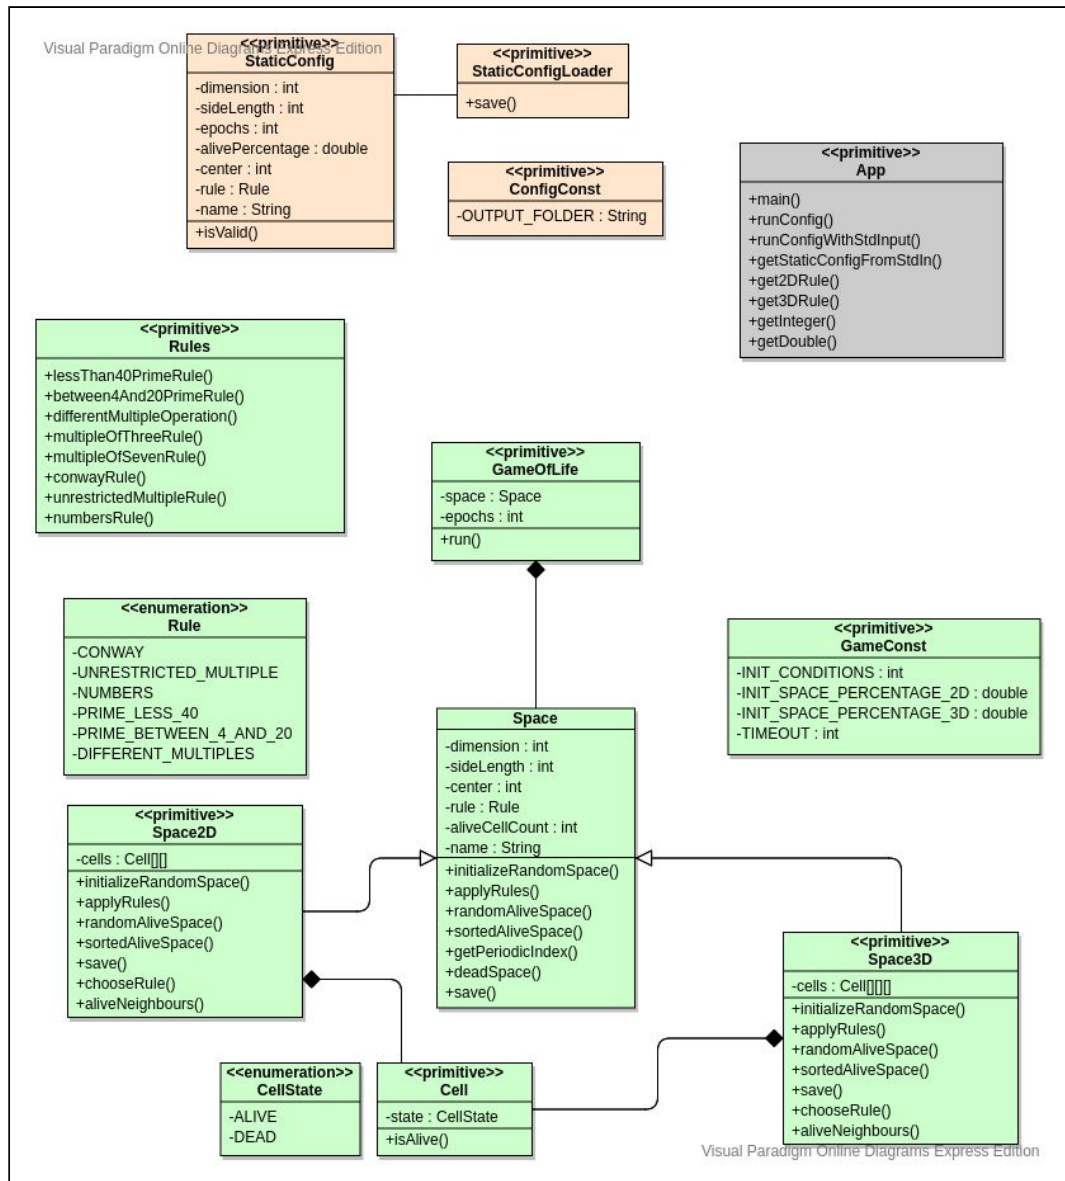 Visual Paradigm Online Diagrams Express Edition
<<primitive>>
StaticConfig
-dimension : int
-sideLength : int
-epochs : int
-alivePercentage : double
-center : int
-rule : Rule
-name : String
+isValid()
<<primitive>>
StaticConfigLoader
+save()
<<primitive>>
ConfigConst
-OUTPUT_FOLDER : String
<<primitive>>
App
+main()
+runConfig()
+runConfigWithStdInput()
+getStaticConfigFromStdIn()
+get2DRule()
+get3DRule()
+getInteger()
+getDouble()
<<primitive>>
Rules
+lessThan40PrimeRule()
+between4And20PrimeRule()
+differentMultipleOperation()
+multipleOfThreeRule()
+multipleOfSevenRule()
+conwayRule()
+unrestrictedMultipleRule()
+numbersRule()
<<primitive>>
GameOfLife
-space : Space
-epochs : int
+run()
<<enumeration>>
Rule
-CONWAY
-UNRESTRICTED_MULTIPLE
-NUMBERS
-PRIME_LESS_40
-PRIME_BETWEEN_4_AND_20
-DIFFERENT_MULTIPLES
<<primitive>>
GameConst
-INIT_CONDITIONS : int
-INIT_SPACE_PERCENTAGE_2D : double
-INIT_SPACE_PERCENTAGE_3D : double
-TIMEOUT : int
Space
-dimension : int
-sideLength : int
-center : int
-rule : Rule
-aliveCellCount : int
-name : String
+initializeRandomSpace()
+applyRules()
+randomAliveSpace()
+sortedAliveSpace()
+getPeriodicIndex()
+deadSpace()
+save()
<<primitive>>
Space2D
-cells : Cell[][]
+initializeRandomSpace()
+applyRules()
+randomAliveSpace()
+sortedAliveSpace()
+save()
+chooseRule()
+aliveNeighbours()
<<primitive>>
Space3D
-cells : Cell[][][]
+initializeRandomSpace()
+applyRules()
+randomAliveSpace()
+sortedAliveSpace()
+save()
+chooseRule()
+aliveNeighbours()
<<enumeration>>
CellState
-ALIVE
-DEAD
<<primitive>>
Cell
-state : CellState
+isAlive()
Visual Paradigm Online Diagrams Express Edition